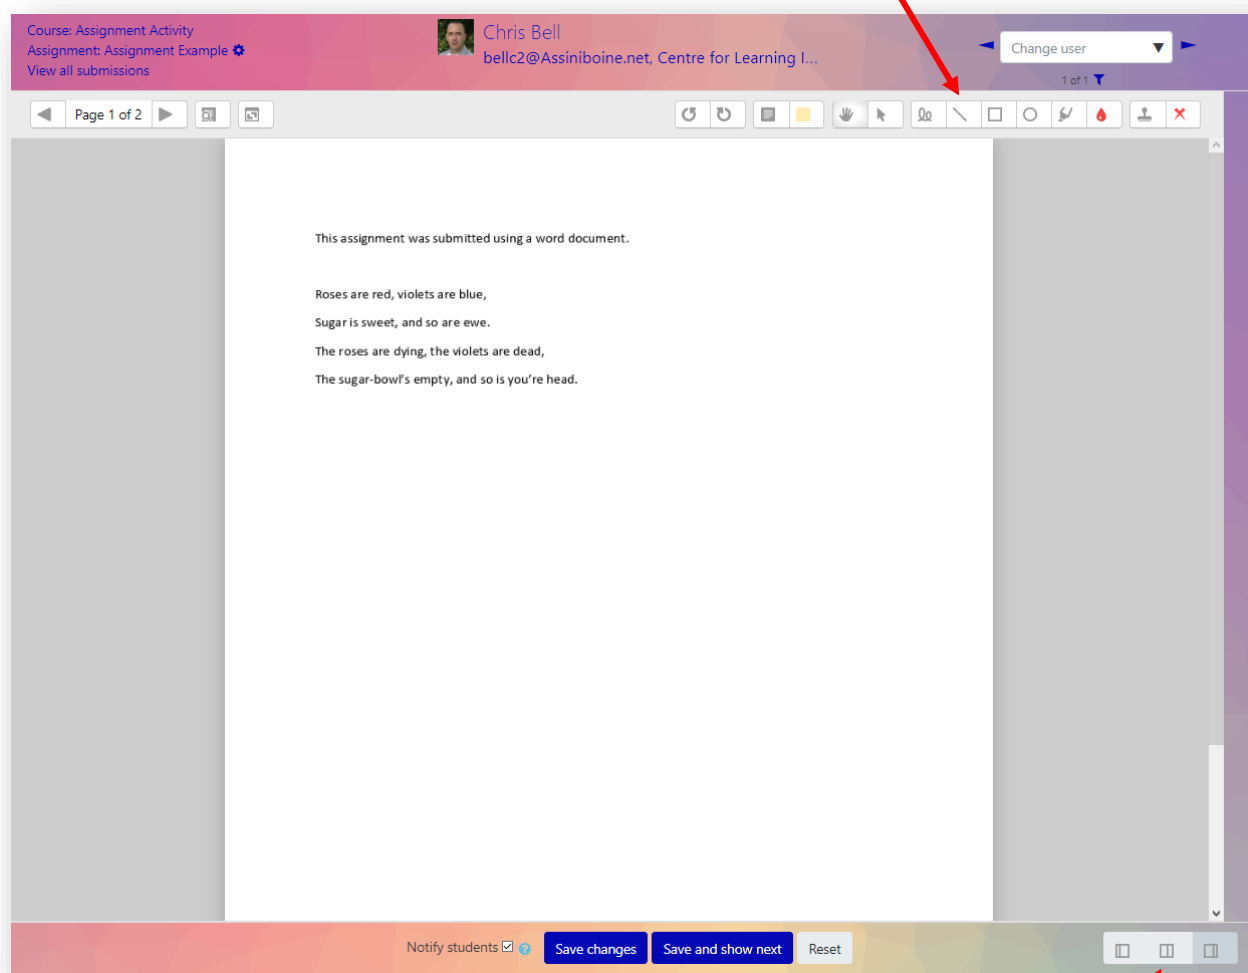 Course: Assignment Activity
Assignment: Assignment Example
View all submissions
Chris Bell
bellc2@Assiniboine.net, Centre for Learning I...
Change user
1 of 1
Page 1 of 2
This assignment was submitted using a word document.
Roses are red, violets are blue,
Sugar is sweet, and so are ewe.
The roses are dying, the violets are dead,
The sugar-bowl's empty, and so is you're head.
Notify students
Save changes
Save and show next
Reset